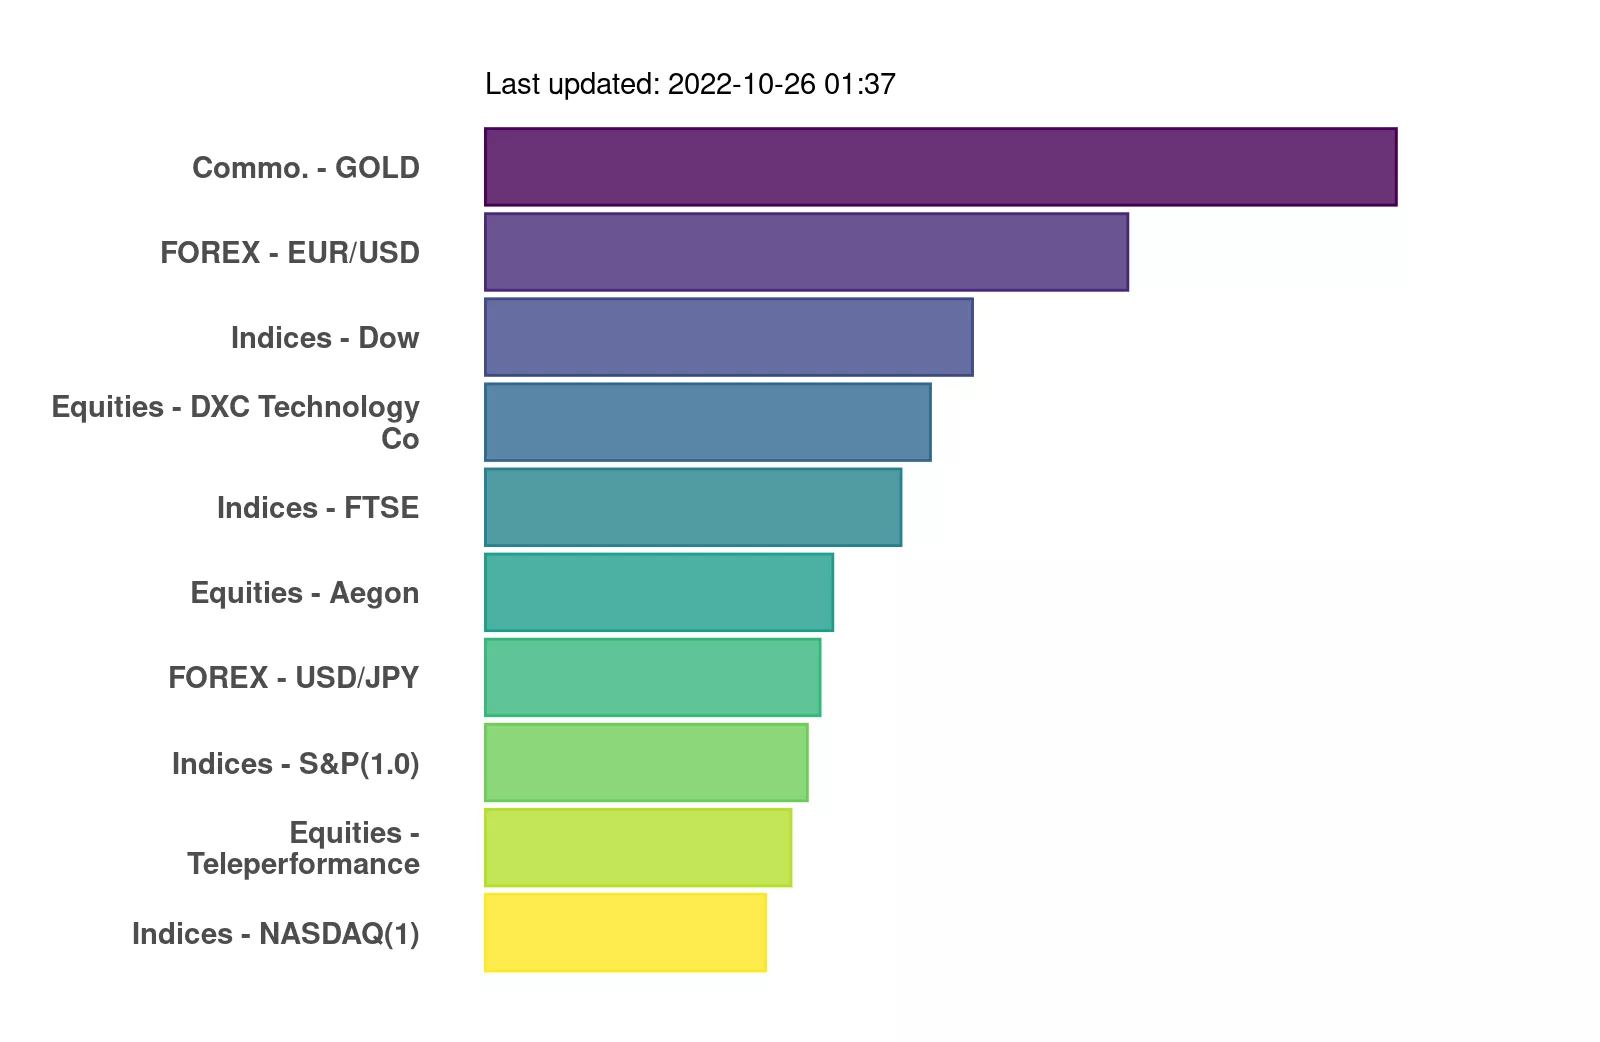 Last updated: 2022-10-26 01:37
Commo. - GOLD
FOREX - EUR/USD
Indices - Dow
Equities - DXC Technology
Co
Indices - FTSE
Equities - Aegon
FOREX - USD/JPY
Indices - S&P(1.0)
Equities -
Teleperformance
Indices - NASDAQ(1)